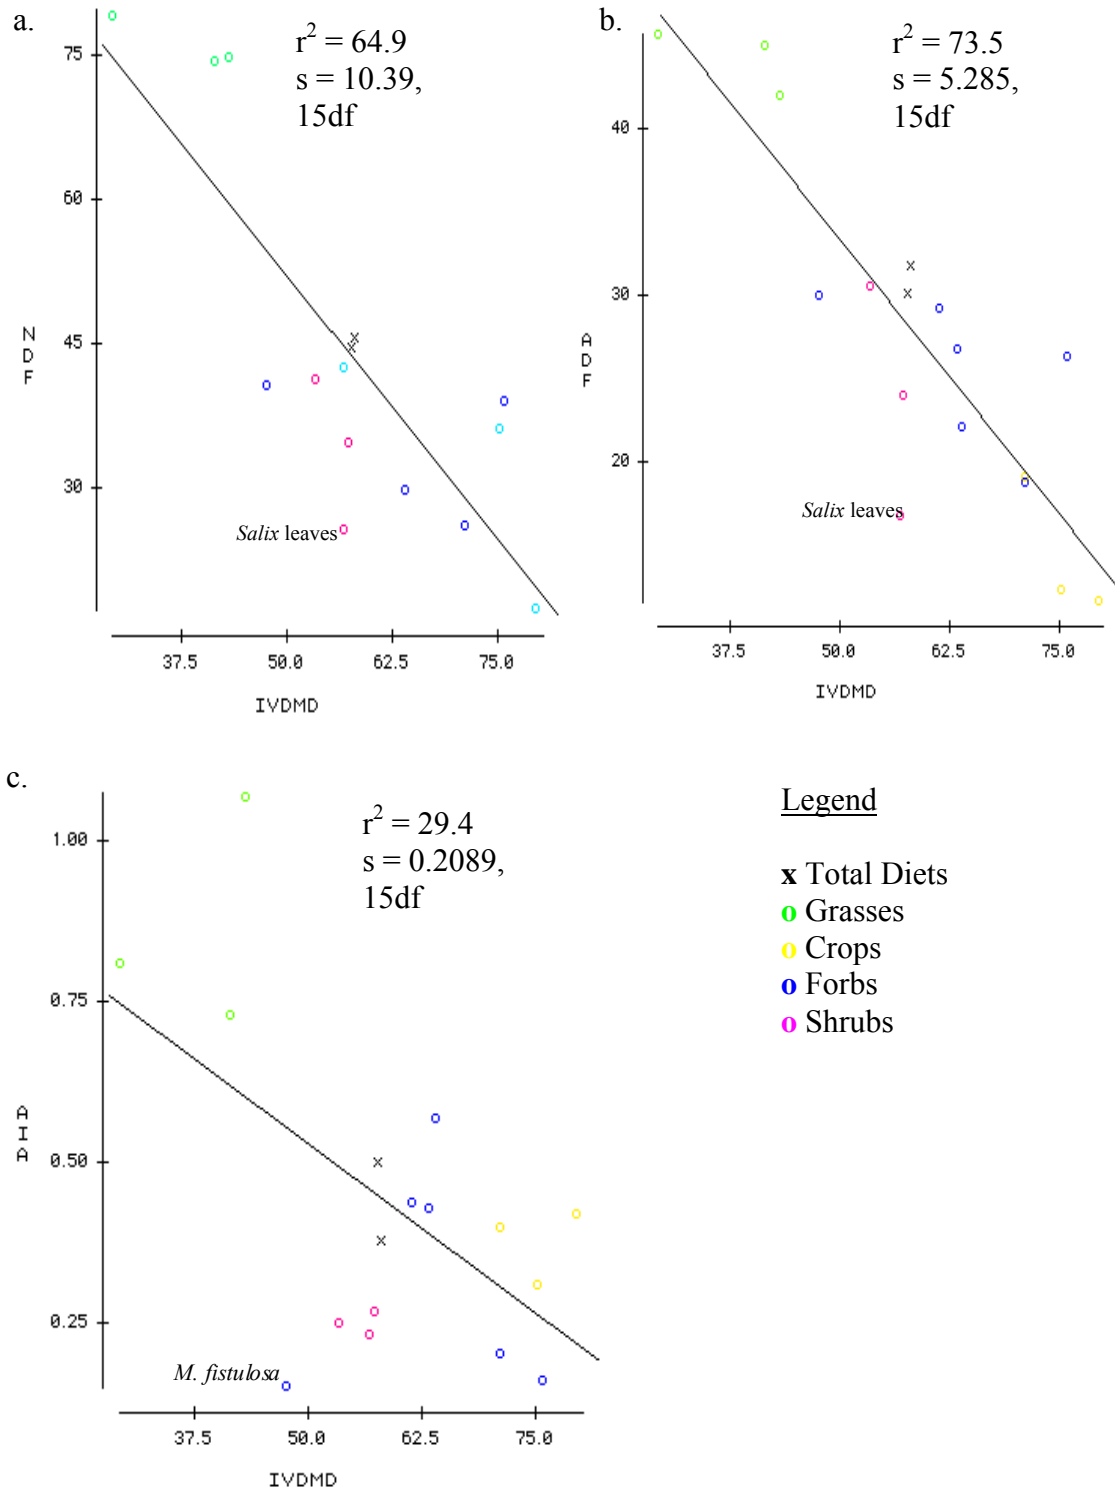 a.
r² = 64.9
s = 10.39,
15df
75
60
45
30
N
D
F
Salix leaves
37.5 50.0 62.5 75.0
IVDMD
b.
r² = 73.5
s = 5.285,
15df
40
30
20
A
D
F
Salix leaves
37.5 50.0 62.5 75.0
IVDMD
c.
r² = 29.4
s = 0.2089,
15df
1.00
0.75
0.50
0.25
A
I
A
M. fistulosa
37.5 50.0 62.5 75.0
IVDMD
Legend
x Total Diets
o Grasses
o Crops
o Forbs
o Shrubs